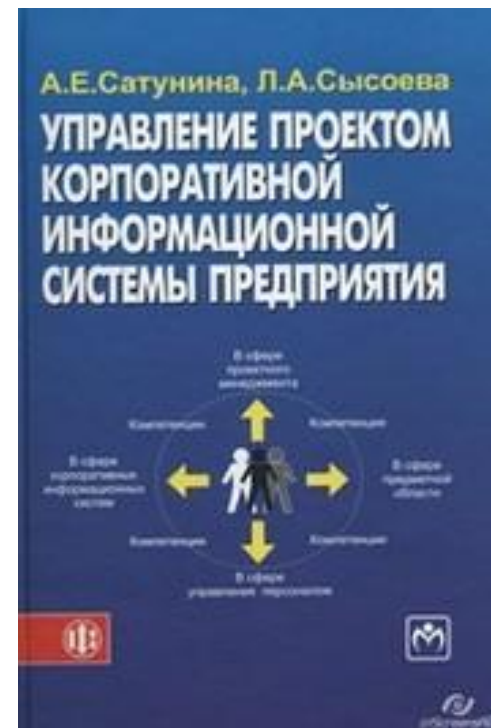 А.Е.Сатунина, Л.А.Сысоева
УПРАВЛЕНИЕ ПРОЕКТОМ
КОРПОРАТИВНОЙ
ИНФОРМАЦИОННОЙ
СИСТЕМЫ ПРЕДПРИЯТИЯ
В сфере
проектного
менеджмента
Компетенции
Компетенции
В сфере
корпоративных
информационных
систем
В сфере
предметной
области
Компетенции
Компетенции
В сфере
управления персоналом